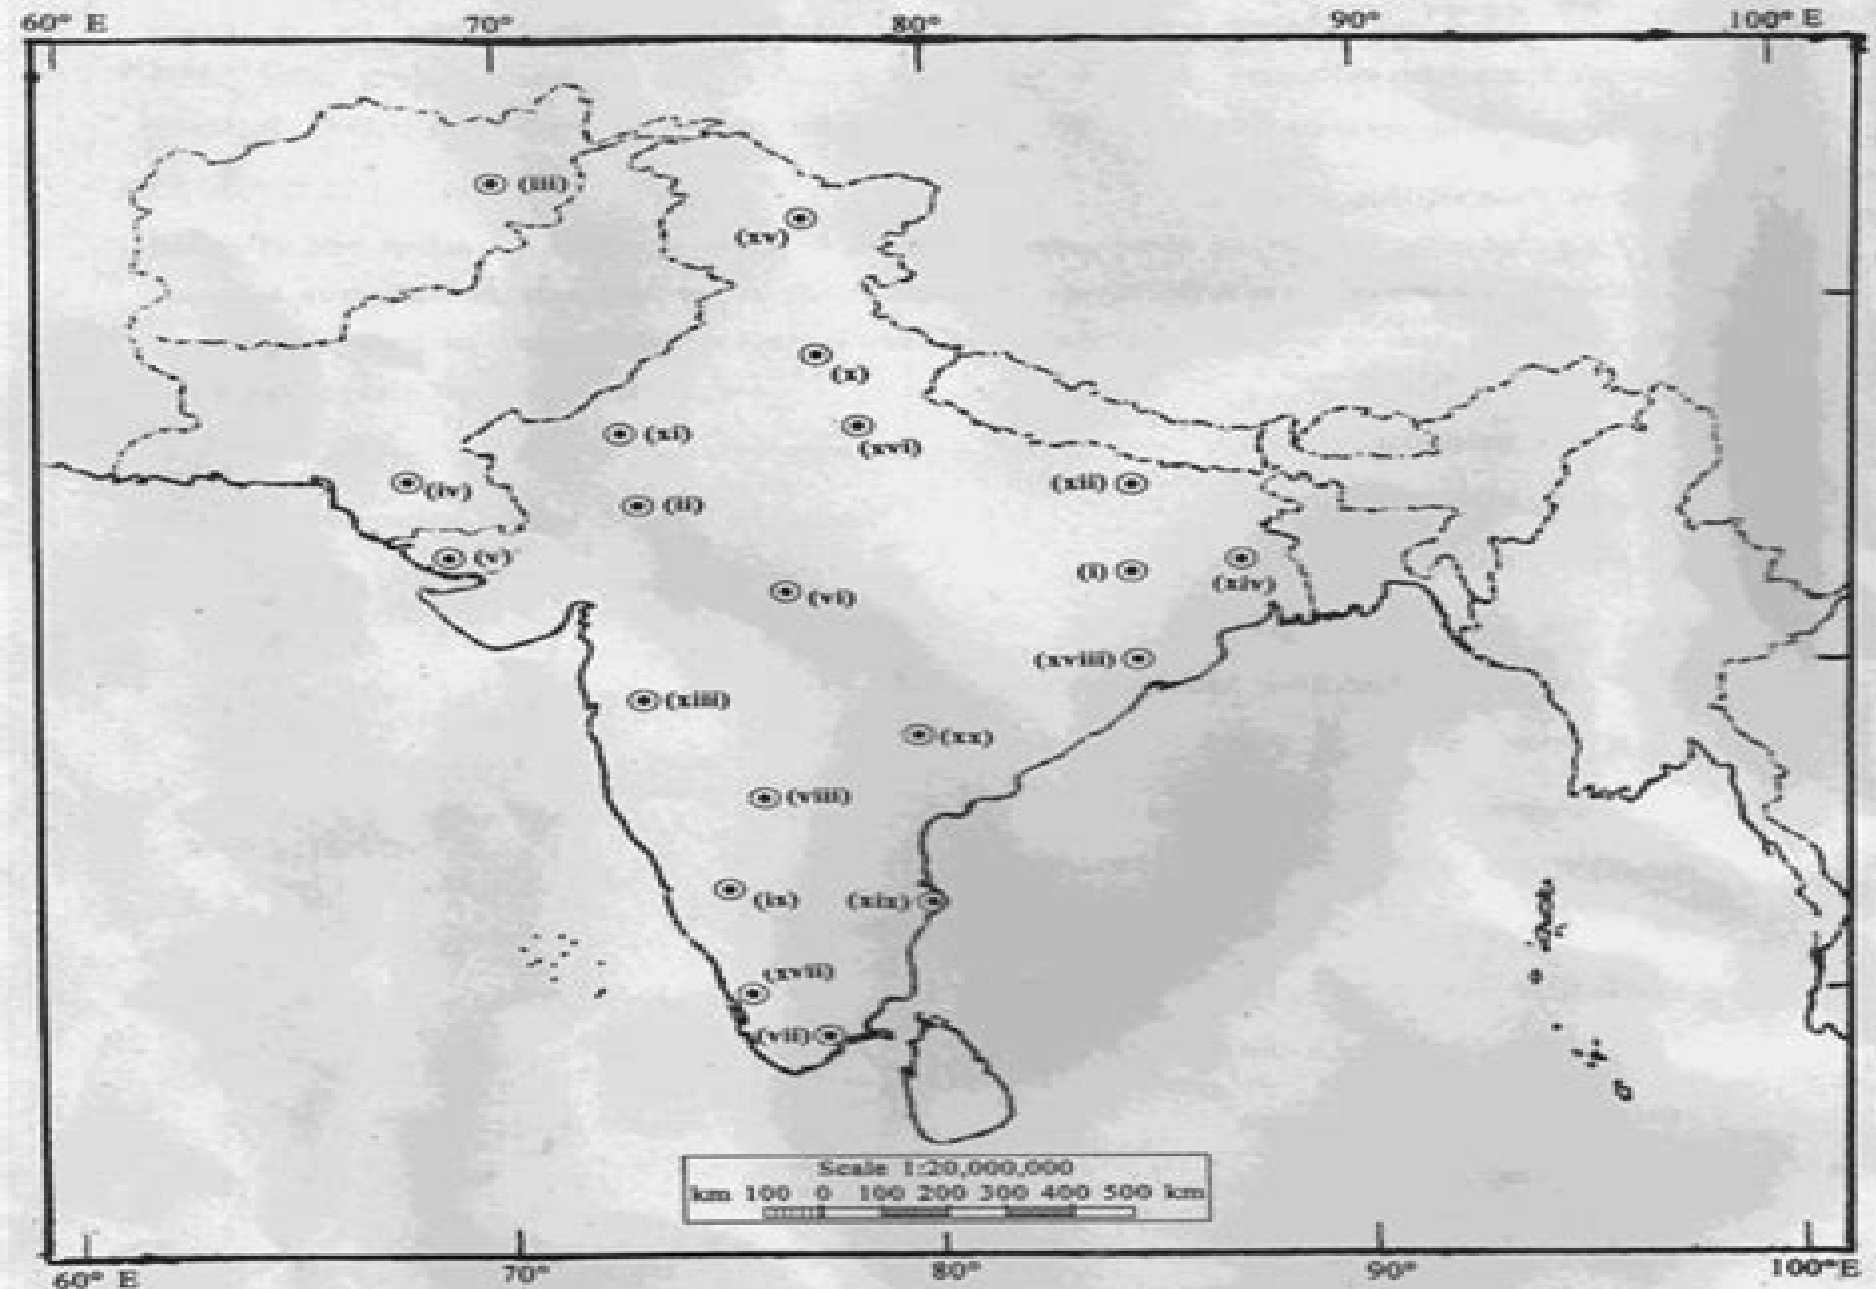 60° E 70° 80° 90° 100° E
(iii)
(xv)
(x)
(xi)
(xvi)
(iv)
(xii)
(ii)
(v)
(i)
(xiv)
(vi)
(xviii)
(xiii)
(xx)
(viii)
(ix)
(xix)
(xvii)
(vii)
Scale 1:20,000,000
km 100 0 100 200 300 400 500 km
60° E 70° 80° 90° 100°E